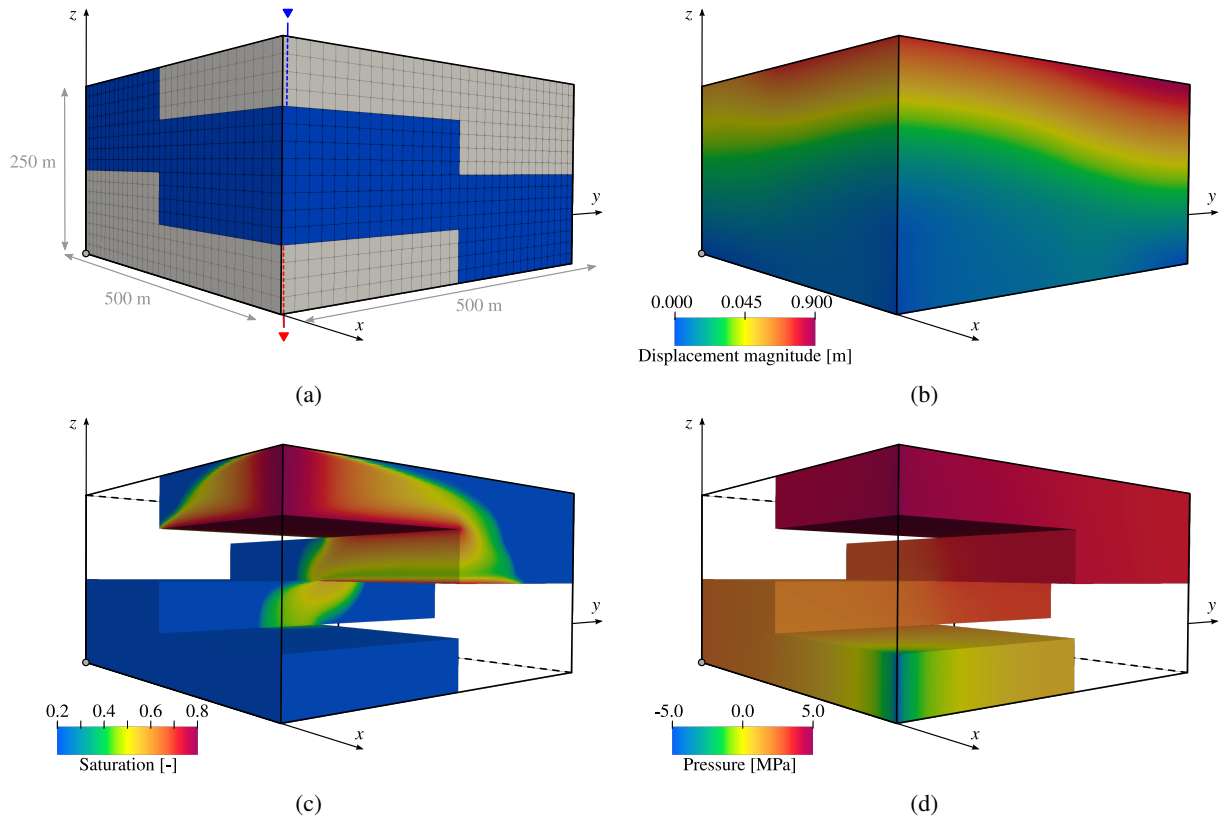 z
250 m
500 m
500 m
y
x
(a)
z
y
x
0.000 0.045 0.900
Displacement magnitude [m]
(b)
z
y
x
0.2 0.4 0.6 0.8
Saturation [-]
(c)
z
y
x
-5.0 0.0 5.0
Pressure [MPa]
(d)